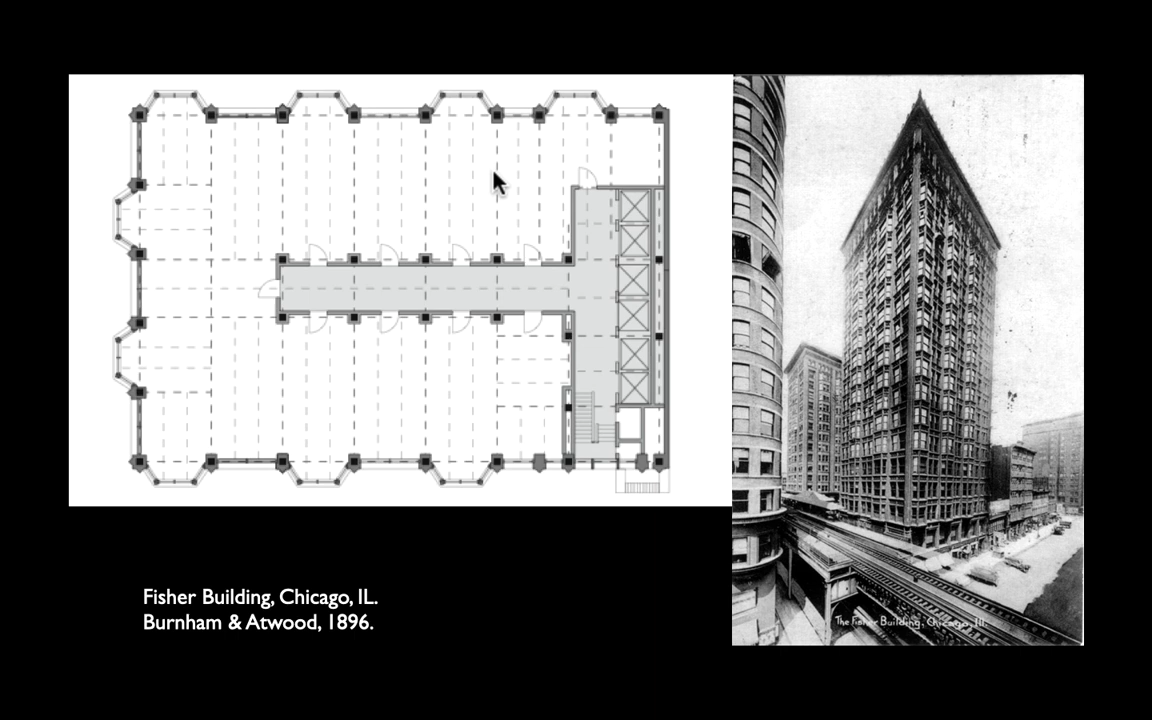 Fisher Building, Chicago, IL.
Burnham & Atwood, 1896.
The Fisher Building, Chicago, Ill.